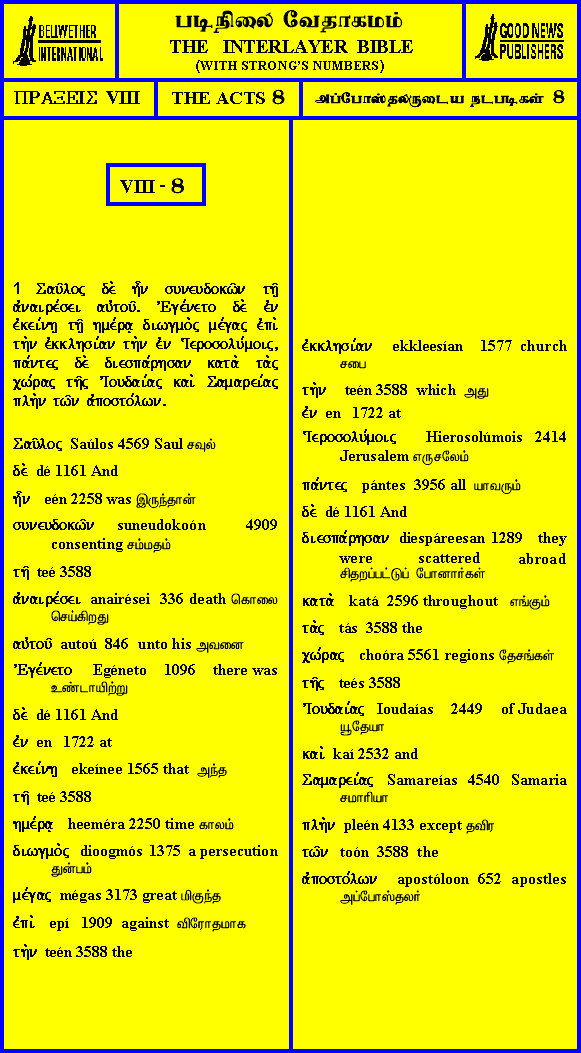 BELLWETHER
INTERNATIONAL
படிநிலை வேதாகமம்
THE INTERLAYER BIBLE
(WITH STRONG'S NUMBERS)
GOOD NEWS
PUBLISHERS
ΠΡΑΞΕΙΣ VIII
THE ACTS 8
அப்போஸ்தலருடைய நடபடிகள் 8
VIII - 8
1 Σαῦλος δὲ ἦν συνευδοκῶν τῇ
ἀναιρέσει αὐτοῦ. Ἐγένετο δὲ ἐν
ἐκείνῃ τῇ ημέρᾳ διωγμὸς μέγας ἐπὶ
τὴν ἐκκλησίαν τὴν ἐν Ἱεροσολύμοις,
πάντες δὲ διεσπάρησαν κατὰ τὰς
χώρας τῆς Ἰουδαίας καὶ Σαμαρείας
πλὴν τῶν ἀποστόλων.
Σαῦλος Saúlos 4569 Saul சவுல்
δὲ dé 1161 And
ἦν eén 2258 was இருந்தான்
συνευδοκῶν suneudokoón 4909
consenting சம்மதம்
τῇ teé 3588
ἀναιρέσει anairései 336 death கொலை
செய்கிறது
αὐτοῦ autoú 846 unto his அவனை
Ἐγένετο Egéneto 1096 there was
உண்டாயிற்று
δὲ dé 1161 And
ἐν en 1722 at
ἐκείνῃ ekeínee 1565 that அந்த
τῇ teé 3588
ημέρᾳ heeméra 2250 time காலம்
διωγμὸς dioogmós 1375 a persecution
துன்பம்
μέγας mégas 3173 great மிகுந்த
ἐπὶ epí 1909 against விரோதமாக
τὴν teén 3588 the
ἐκκλησίαν ekkleesían 1577 church
சபை
τὴν teén 3588 which அது
ἐν en 1722 at
Ἱεροσολύμοις Hierosolúmois 2414
Jerusalem எருசலேம்
πάντες pántes 3956 all யாவரும்
δὲ dé 1161 And
διεσπάρησαν diespáreesan 1289 they
were scattered abroad
சிதறப்பட்டுப் போனார்கள்
κατὰ katá 2596 throughout எங்கும்
τὰς tás 3588 the
χώρας choóra 5561 regions தேசங்கள்
τῆς teés 3588
Ἰουδαίας Ioudaías 2449 of Judaea
யூதேயா
καὶ kaí 2532 and
Σαμαρείας Samareías 4540 Samaria
சமாரியா
πλὴν pleén 4133 except தவிர
τῶν toón 3588 the
ἀποστόλων apostóloon 652 apostles
அப்போஸ்தலர்